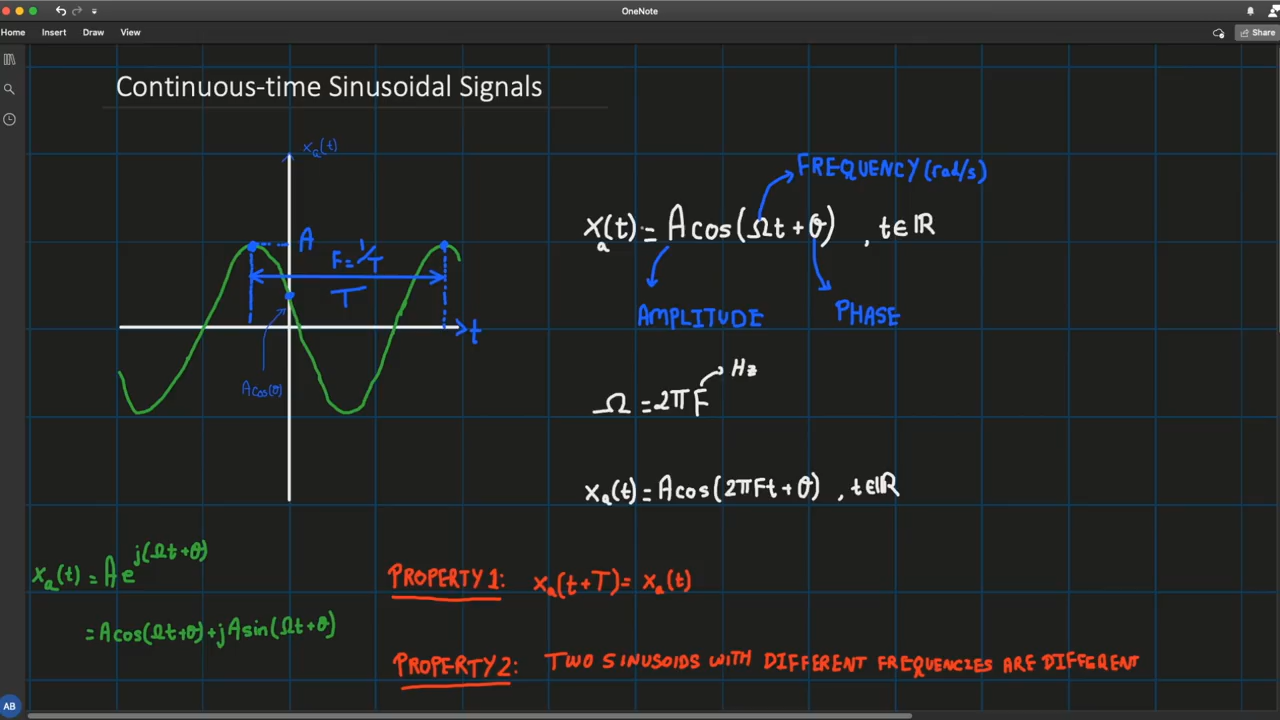 OneNote
Home Insert Draw View
Share
Continuous-time Sinusoidal Signals
xₐ(t)
A
F = 1/T
T
t
A cos(θ)
FREQUENCY (rad/s)
xₐ(t) = A cos(Ωt + θ) , t ∈ ℝ
AMPLITUDE
PHASE
Hz
Ω = 2πF
xₐ(t) = A cos(2πFt + θ) , t ∈ ℝ
xₐ(t) = A e^{j(Ωt + θ)}
= A cos(Ωt + θ) + j A sin(Ωt + θ)
PROPERTY 1: xₐ(t + T) = xₐ(t)
PROPERTY 2: TWO SINUSOIDS WITH DIFFERENT FREQUENCIES ARE DIFFERENT
AB